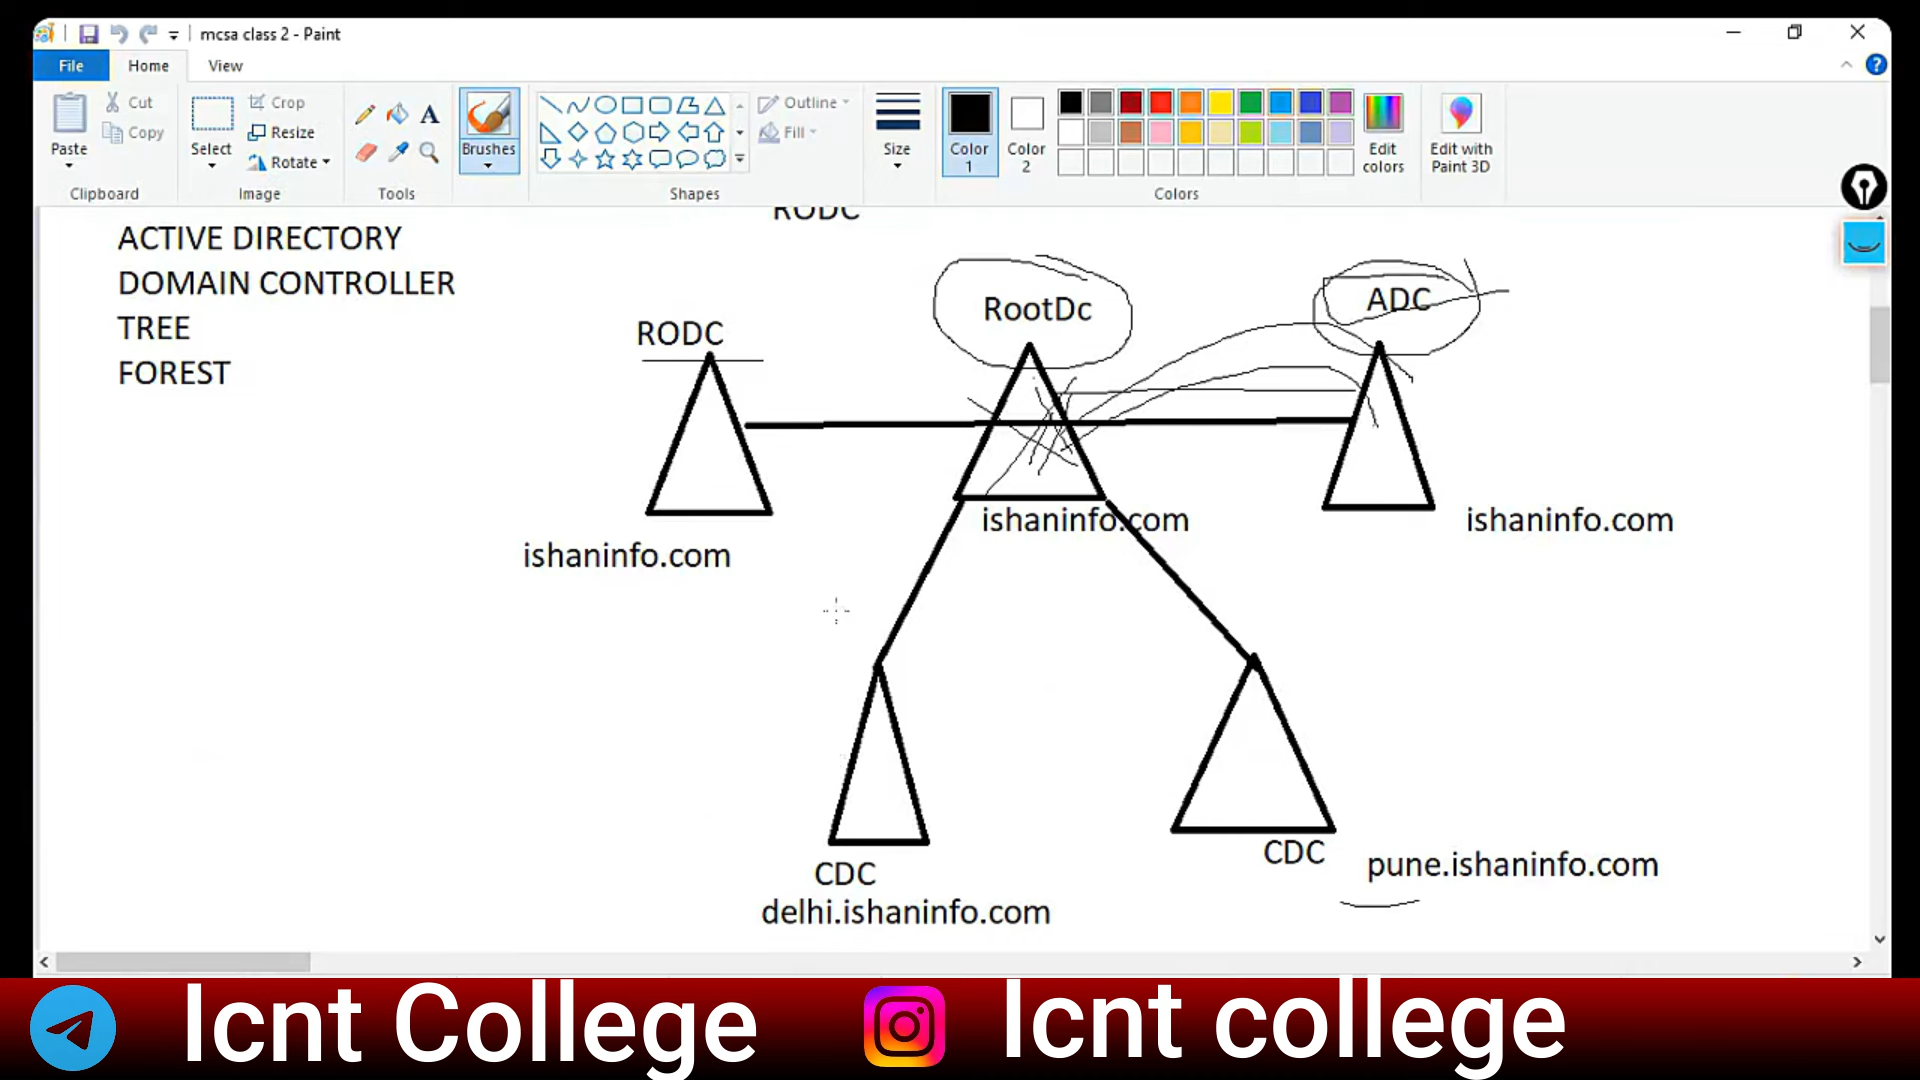 mcsa class 2 - Paint
File Home View
Paste
Cut
Copy
Clipboard
Select
Crop
Resize
Rotate
Image
A
Tools
Brushes
Outline
Fill
Shapes
Size
Color
1
Color
2
Edit
colors
Colors
Edit with
Paint 3D
RODC
ACTIVE DIRECTORY
DOMAIN CONTROLLER
TREE
FOREST
RODC
RootDc
ADC
ishaninfo.com
ishaninfo.com
ishaninfo.com
CDC
delhi.ishaninfo.com
CDC
pune.ishaninfo.com
Icnt College
Icnt college